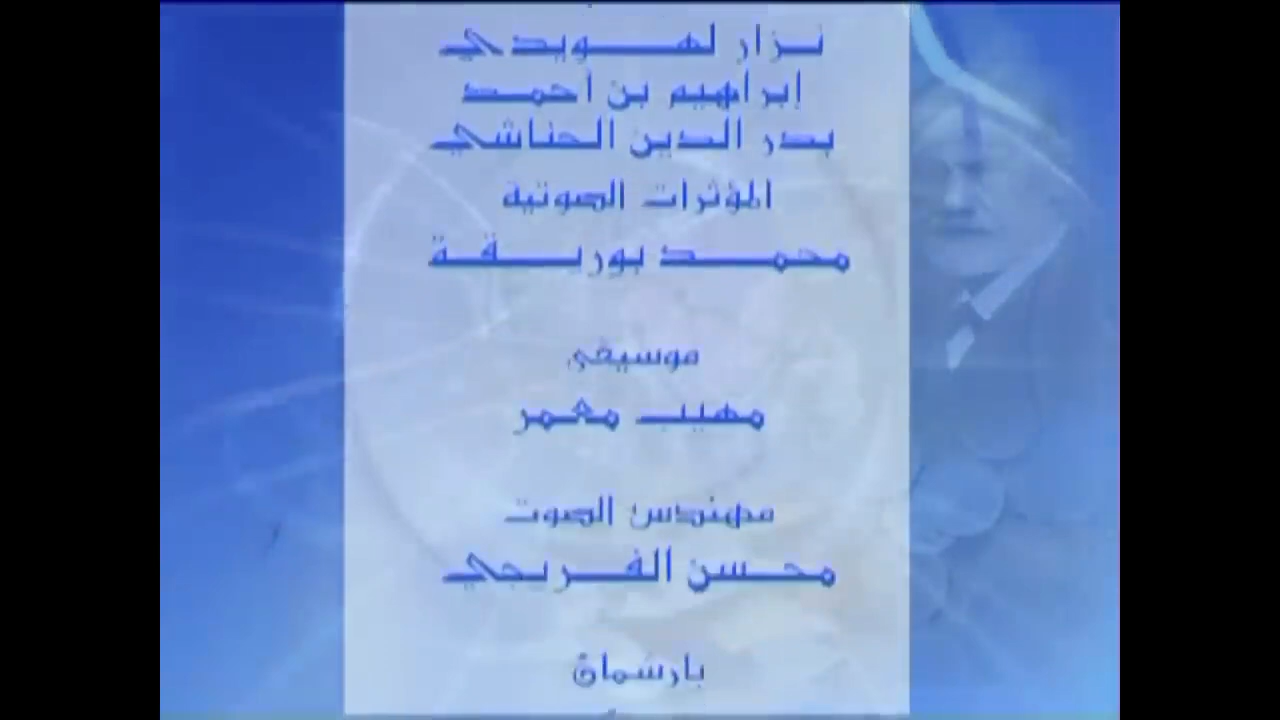 نزار لهويدي
إبراهيم بن أحمد
بدر الدين الحناشي
المؤثرات الصوتية
محمد بوريقة
موسيقى
مهيب معمر
مهندس الصوت
محسن الفريجي
بارشمان